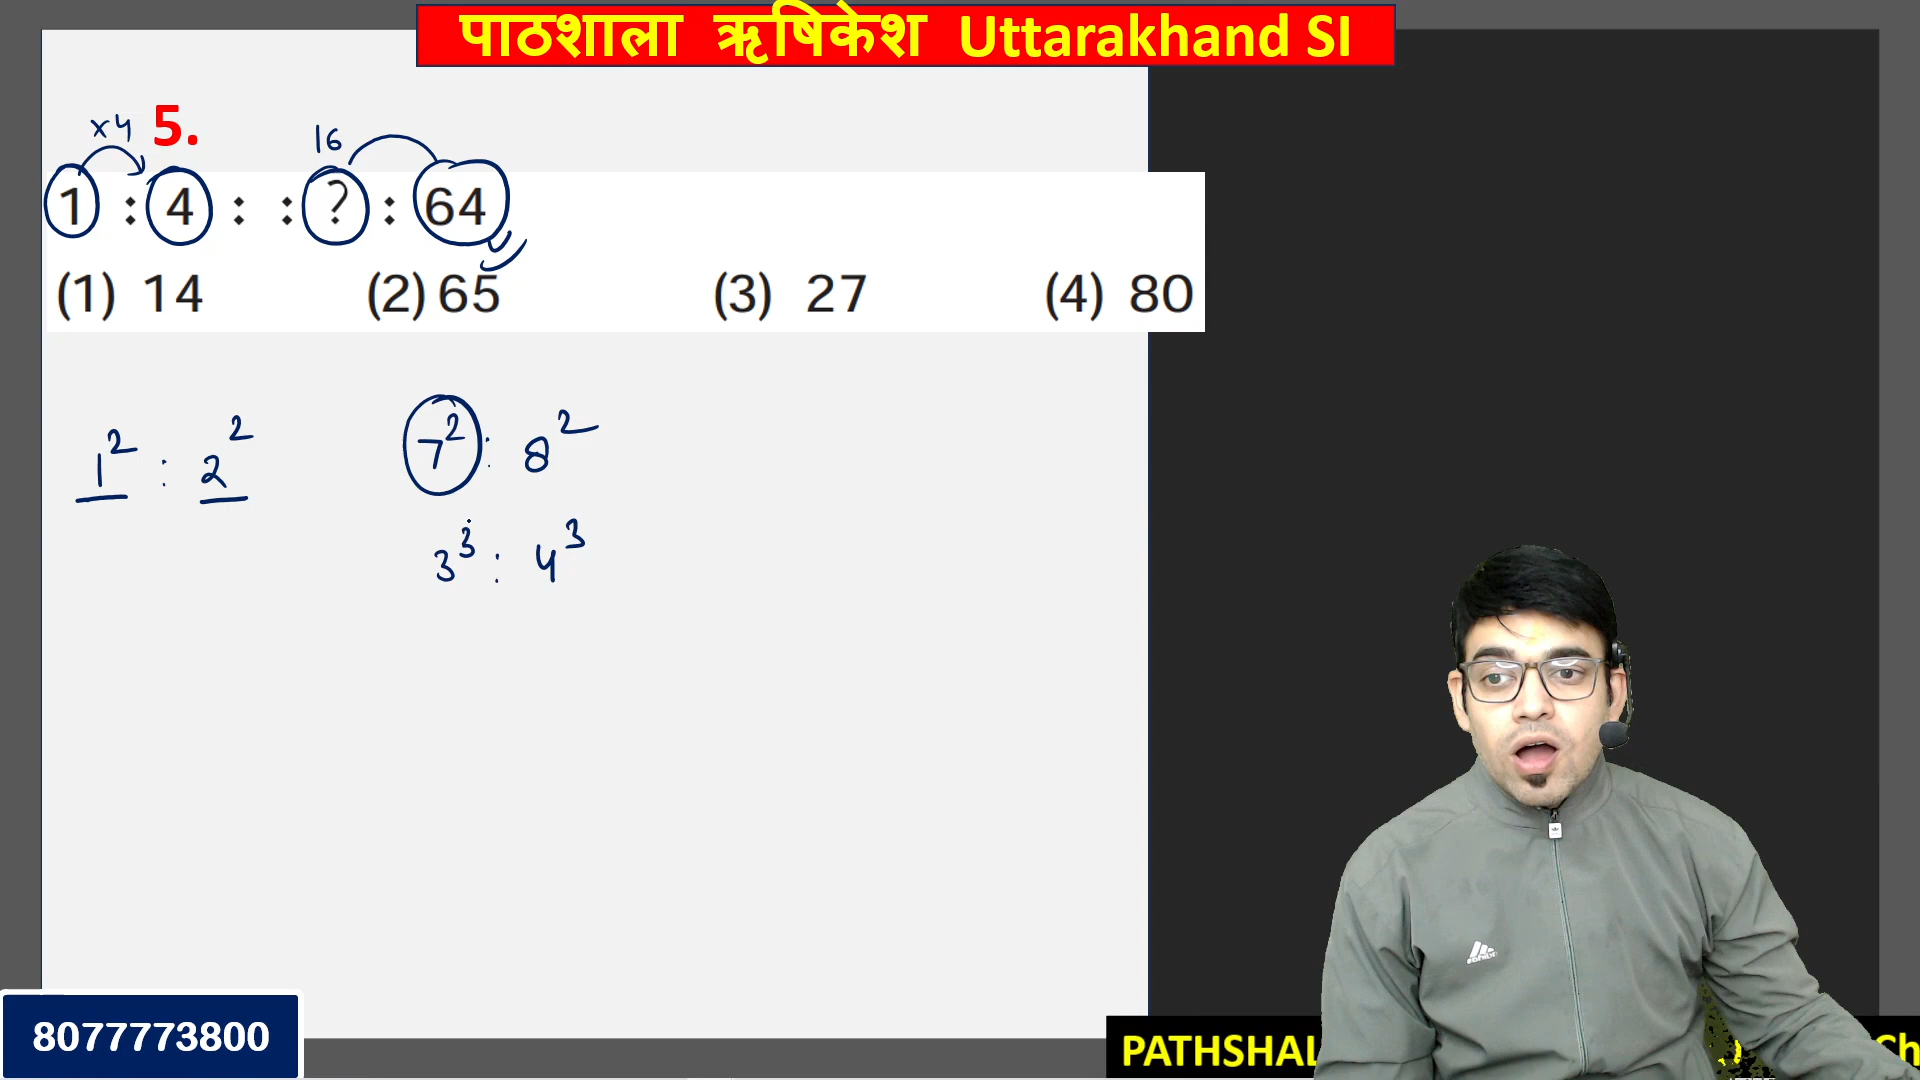 पाठशाला ऋषिकेश Uttarakhand SI
×4 5. 16
1 : 4 : : ? : 64
(1) 14 (2) 65 (3) 27 (4) 80
1² : 2² 7² : 8²
3³ : 4³
8077773800
PATHSHAL Ch